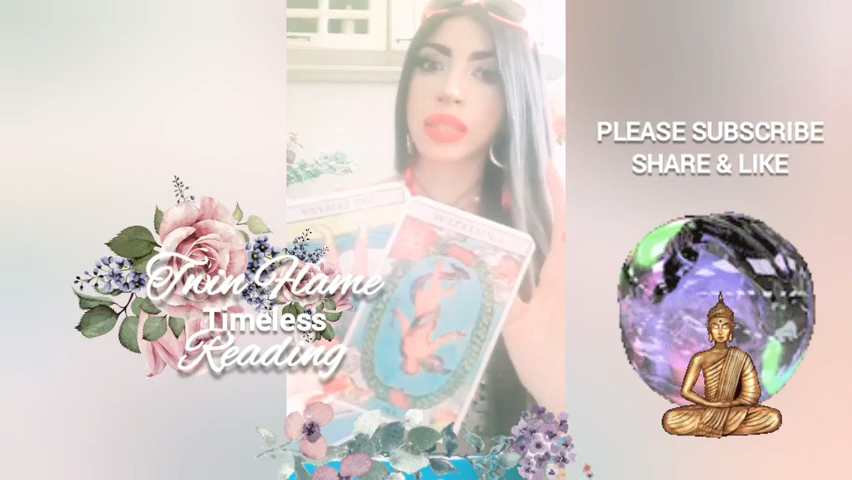 Twin Flame
Timeless
Reading
PLEASE SUBSCRIBE
SHARE & LIKE